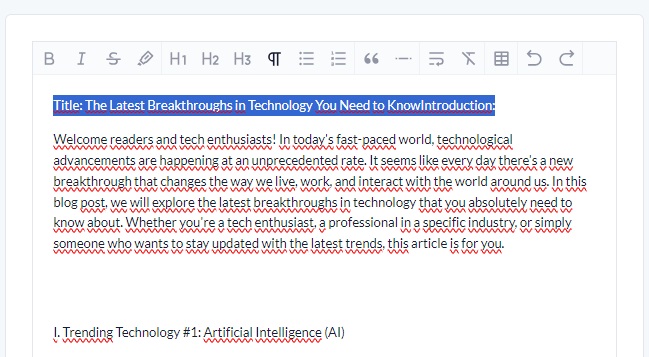 B I S H1 H2 H3 ¶ “
Title: The Latest Breakthroughs in Technology You Need to KnowIntroduction:
Welcome readers and tech enthusiasts! In today's fast-paced world, technological
advancements are happening at an unprecedented rate. It seems like every day there's a new
breakthrough that changes the way we live, work, and interact with the world around us. In this
blog post, we will explore the latest breakthroughs in technology that you absolutely need to
know about. Whether you're a tech enthusiast, a professional in a specific industry, or simply
someone who wants to stay updated with the latest trends, this article is for you.
I. Trending Technology #1: Artificial Intelligence (AI)